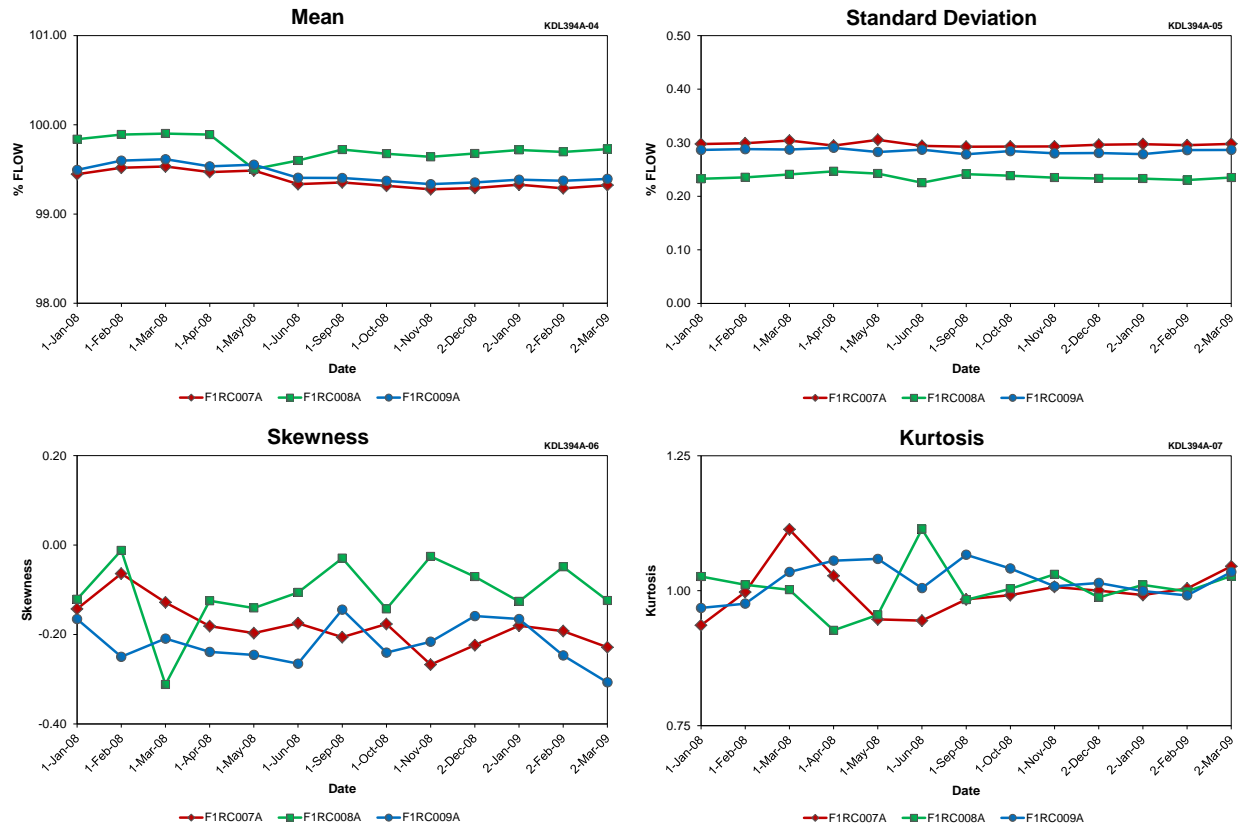 Mean
KDL394A-04
101.00
100.00
99.00
98.00
% FLOW
1-Jan-08
1-Feb-08
1-Mar-08
1-Apr-08
1-May-08
1-Jun-08
1-Sep-08
1-Oct-08
1-Nov-08
2-Dec-08
2-Jan-09
2-Feb-09
2-Mar-09
Date
F1RC007A F1RC008A F1RC009A
Standard Deviation
KDL394A-05
0.50
0.40
0.30
0.20
0.10
0.00
% FLOW
1-Jan-08
1-Feb-08
1-Mar-08
1-Apr-08
1-May-08
1-Jun-08
1-Sep-08
1-Oct-08
1-Nov-08
2-Dec-08
2-Jan-09
2-Feb-09
2-Mar-09
Date
F1RC007A F1RC008A F1RC009A
Skewness
KDL394A-06
0.20
0.00
-0.20
-0.40
Skewness
1-Jan-08
1-Feb-08
1-Mar-08
1-Apr-08
1-May-08
1-Jun-08
1-Sep-08
1-Oct-08
1-Nov-08
2-Dec-08
2-Jan-09
2-Feb-09
2-Mar-09
Date
F1RC007A F1RC008A F1RC009A
Kurtosis
KDL394A-07
1.25
1.00
0.75
Kurtosis
1-Jan-08
1-Feb-08
1-Mar-08
1-Apr-08
1-May-08
1-Jun-08
1-Sep-08
1-Oct-08
1-Nov-08
2-Dec-08
2-Jan-09
2-Feb-09
2-Mar-09
Date
F1RC007A F1RC008A F1RC009A